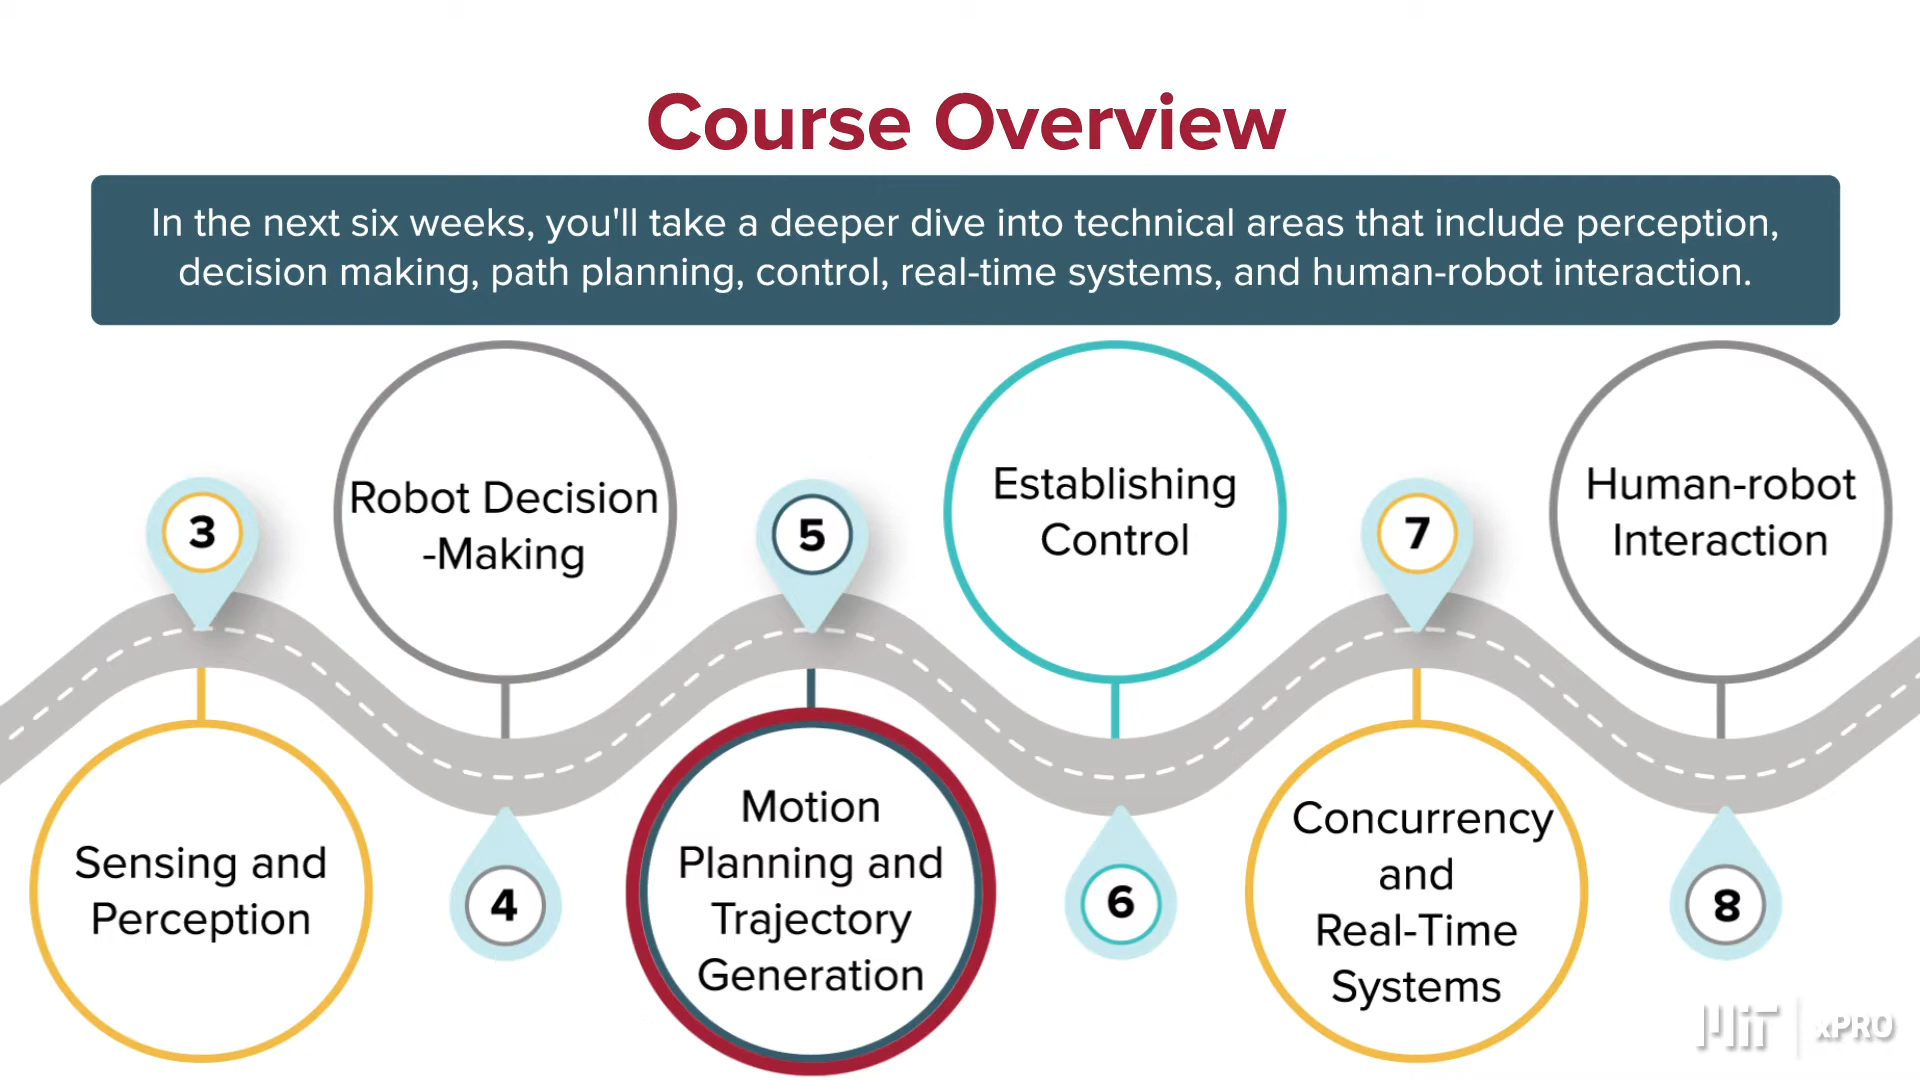 Course Overview
In the next six weeks, you'll take a deeper dive into technical areas that include perception,
decision making, path planning, control, real-time systems, and human-robot interaction.
3
Sensing and
Perception
Robot Decision
-Making
4
5
Motion
Planning and
Trajectory
Generation
Establishing
Control
6
7
Concurrency
and
Real-Time
Systems
Human-robot
Interaction
8
MIT xPRO